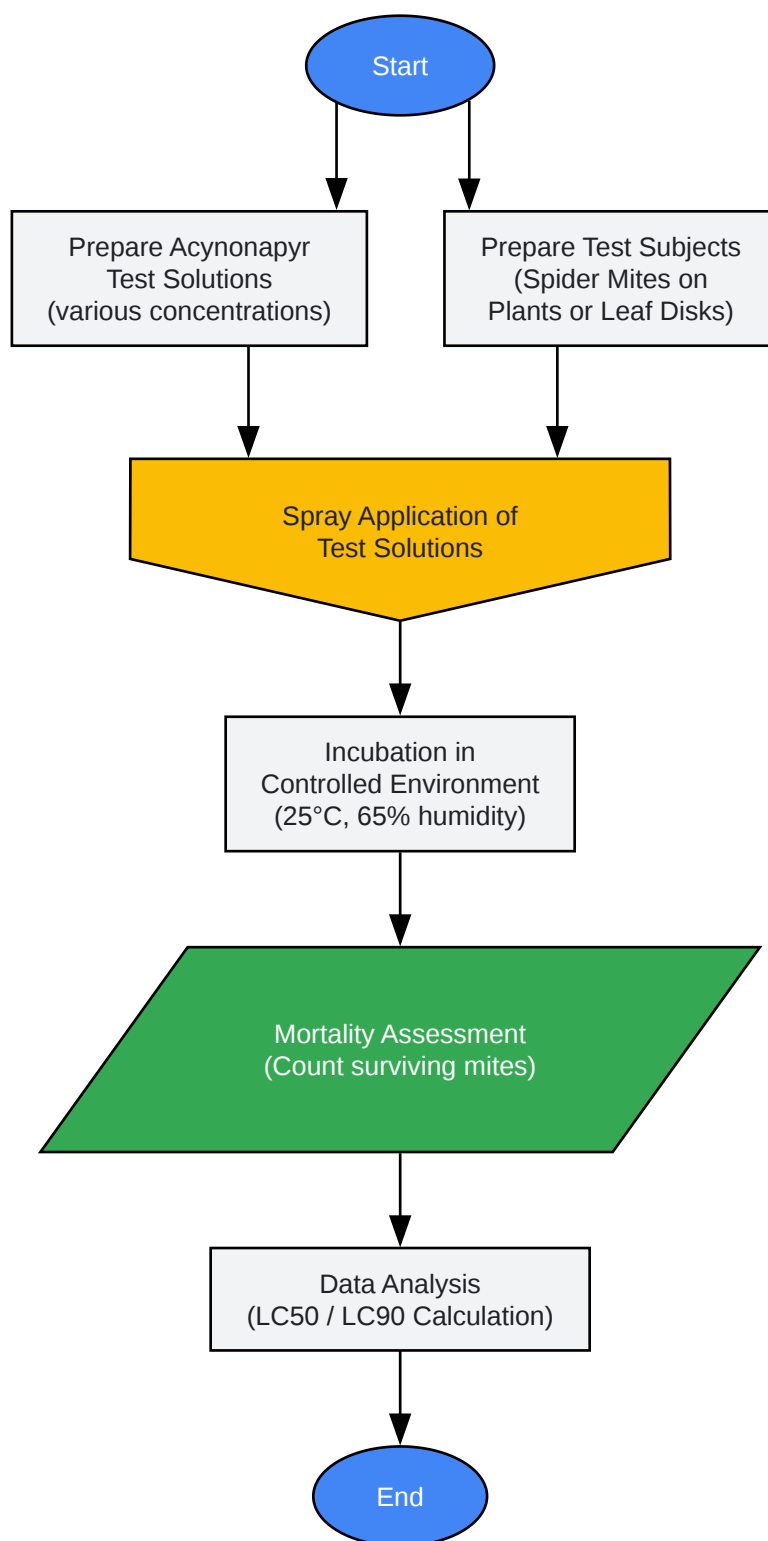 Start
Prepare Acynonapyr
Test Solutions
(various concentrations)
Prepare Test Subjects
(Spider Mites on
Plants or Leaf Disks)
Spray Application of
Test Solutions
Incubation in
Controlled Environment
(25°C, 65% humidity)
Mortality Assessment
(Count surviving mites)
Data Analysis
(LC50 / LC90 Calculation)
End